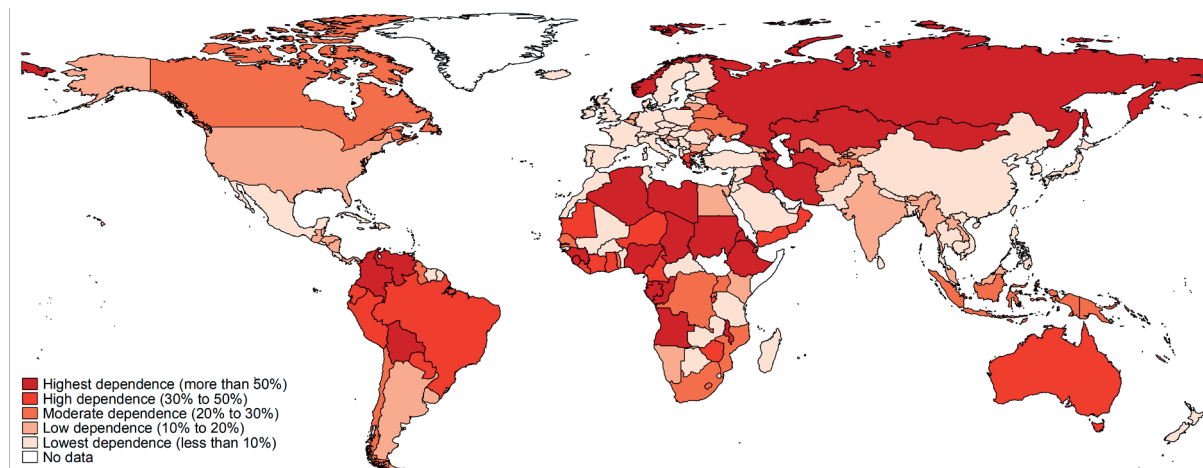 Highest dependence (more than 50%)
High dependence (30% to 50%)
Moderate dependence (20% to 30%)
Low dependence (10% to 20%)
Lowest dependence (less than 10%)
No data